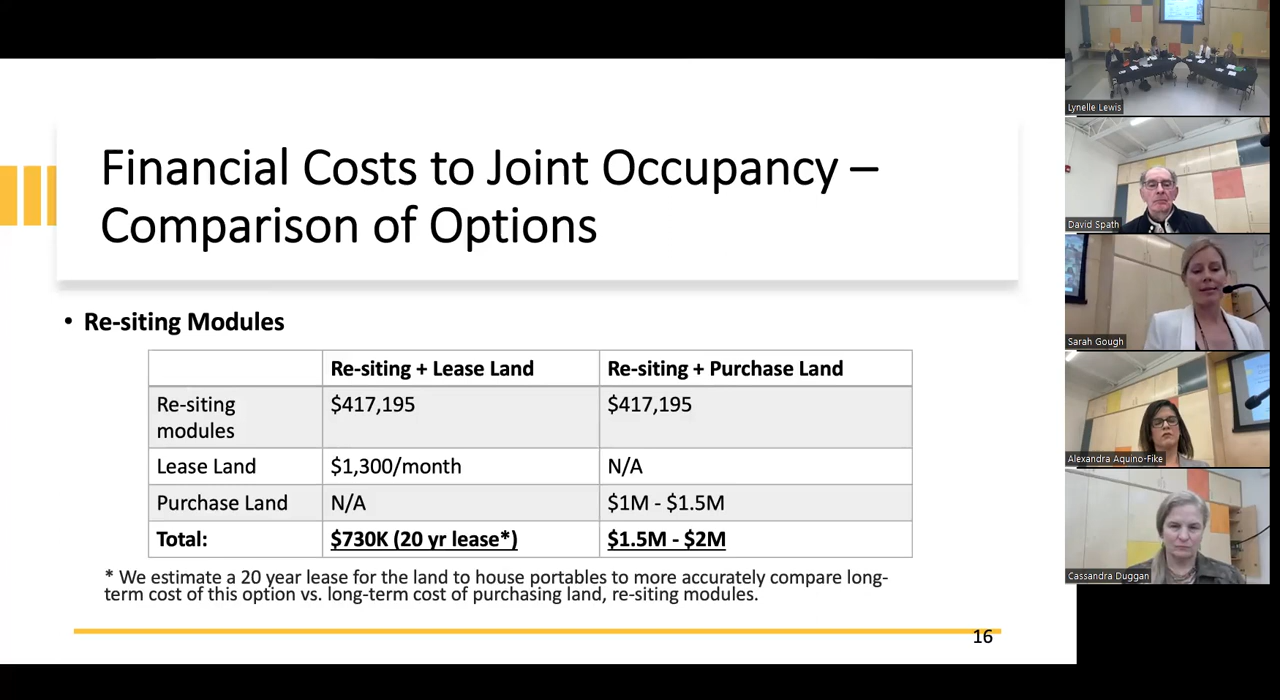 Financial Costs to Joint Occupancy –
Comparison of Options
• Re-siting Modules
Re-siting + Lease Land
Re-siting + Purchase Land
Re-siting
modules
$417,195
$417,195
Lease Land
$1,300/month
N/A
Purchase Land
N/A
$1M - $1.5M
Total:
$730K (20 yr lease*)
$1.5M - $2M
* We estimate a 20 year lease for the land to house portables to more accurately compare long-
term cost of this option vs. long-term cost of purchasing land, re-siting modules.
16
Lynelle Lewis
David Spath
Sarah Gough
Alexandra Aquino-Fike
Cassandra Duggan